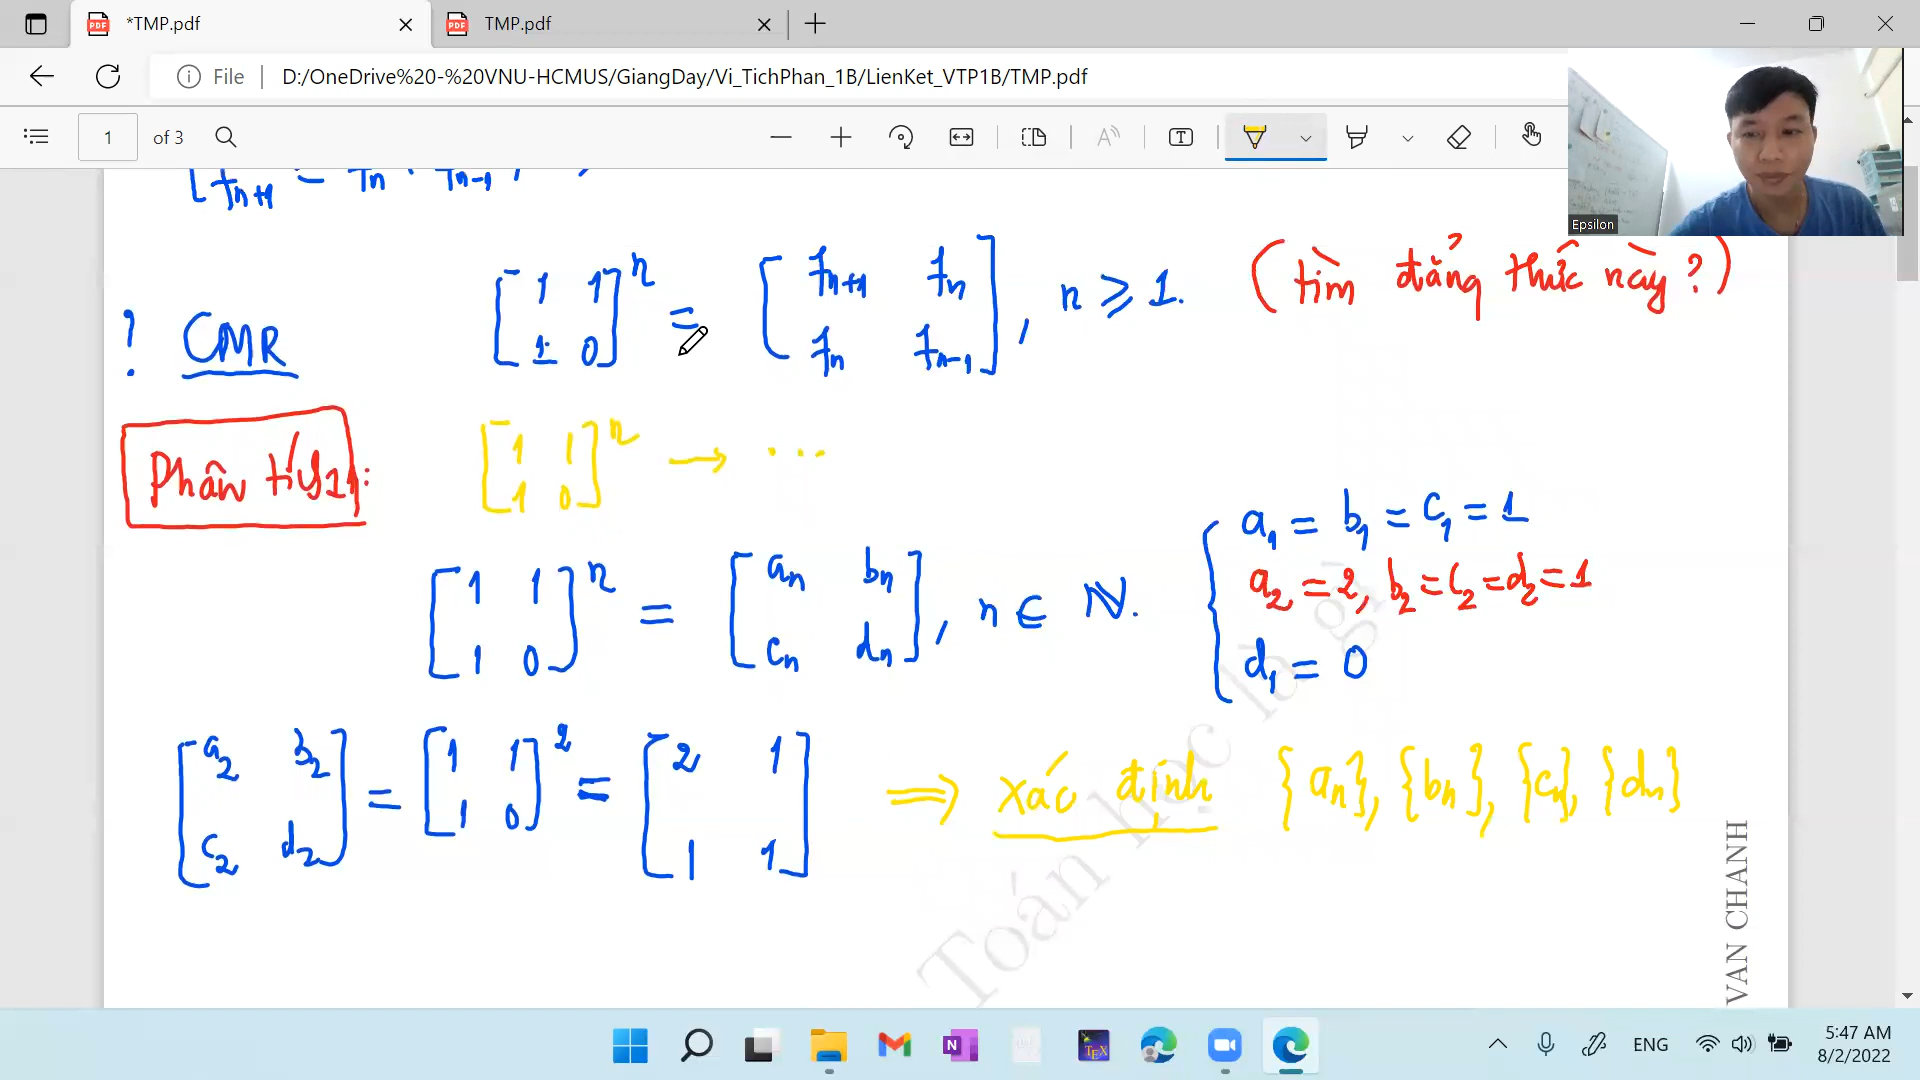 *TMP.pdf
TMP.pdf
File
D:/OneDrive%20-%20VNU-HCMUS/GiangDay/Vi_TichPhan_1B/LienKet_VTP1B/TMP.pdf
1 of 3
Epsilon
? CMR [1 1; 1 0]^n = [f_{n+1} f_n; f_n f_{n-1}], n ⩾ 1. (tìm đẳng thức này?)
Phân tích: [1 1; 1 0]^n → ...
[1 1; 1 0]^n = [a_n b_n; c_n d_n], n ∈ ℕ.
a_1 = b_1 = c_1 = 1
a_2 = 2, b_2 = c_2 = d_2 = 1
d_1 = 0
[a_2 b_2; c_2 d_2] = [1 1; 1 0]^2 = [2 1; 1 1] ⟹ xác định {a_n}, {b_n}, {c_n}, {d_n}
Toán học là gì
VAN CHANH
ENG
5:47 AM
8/2/2022